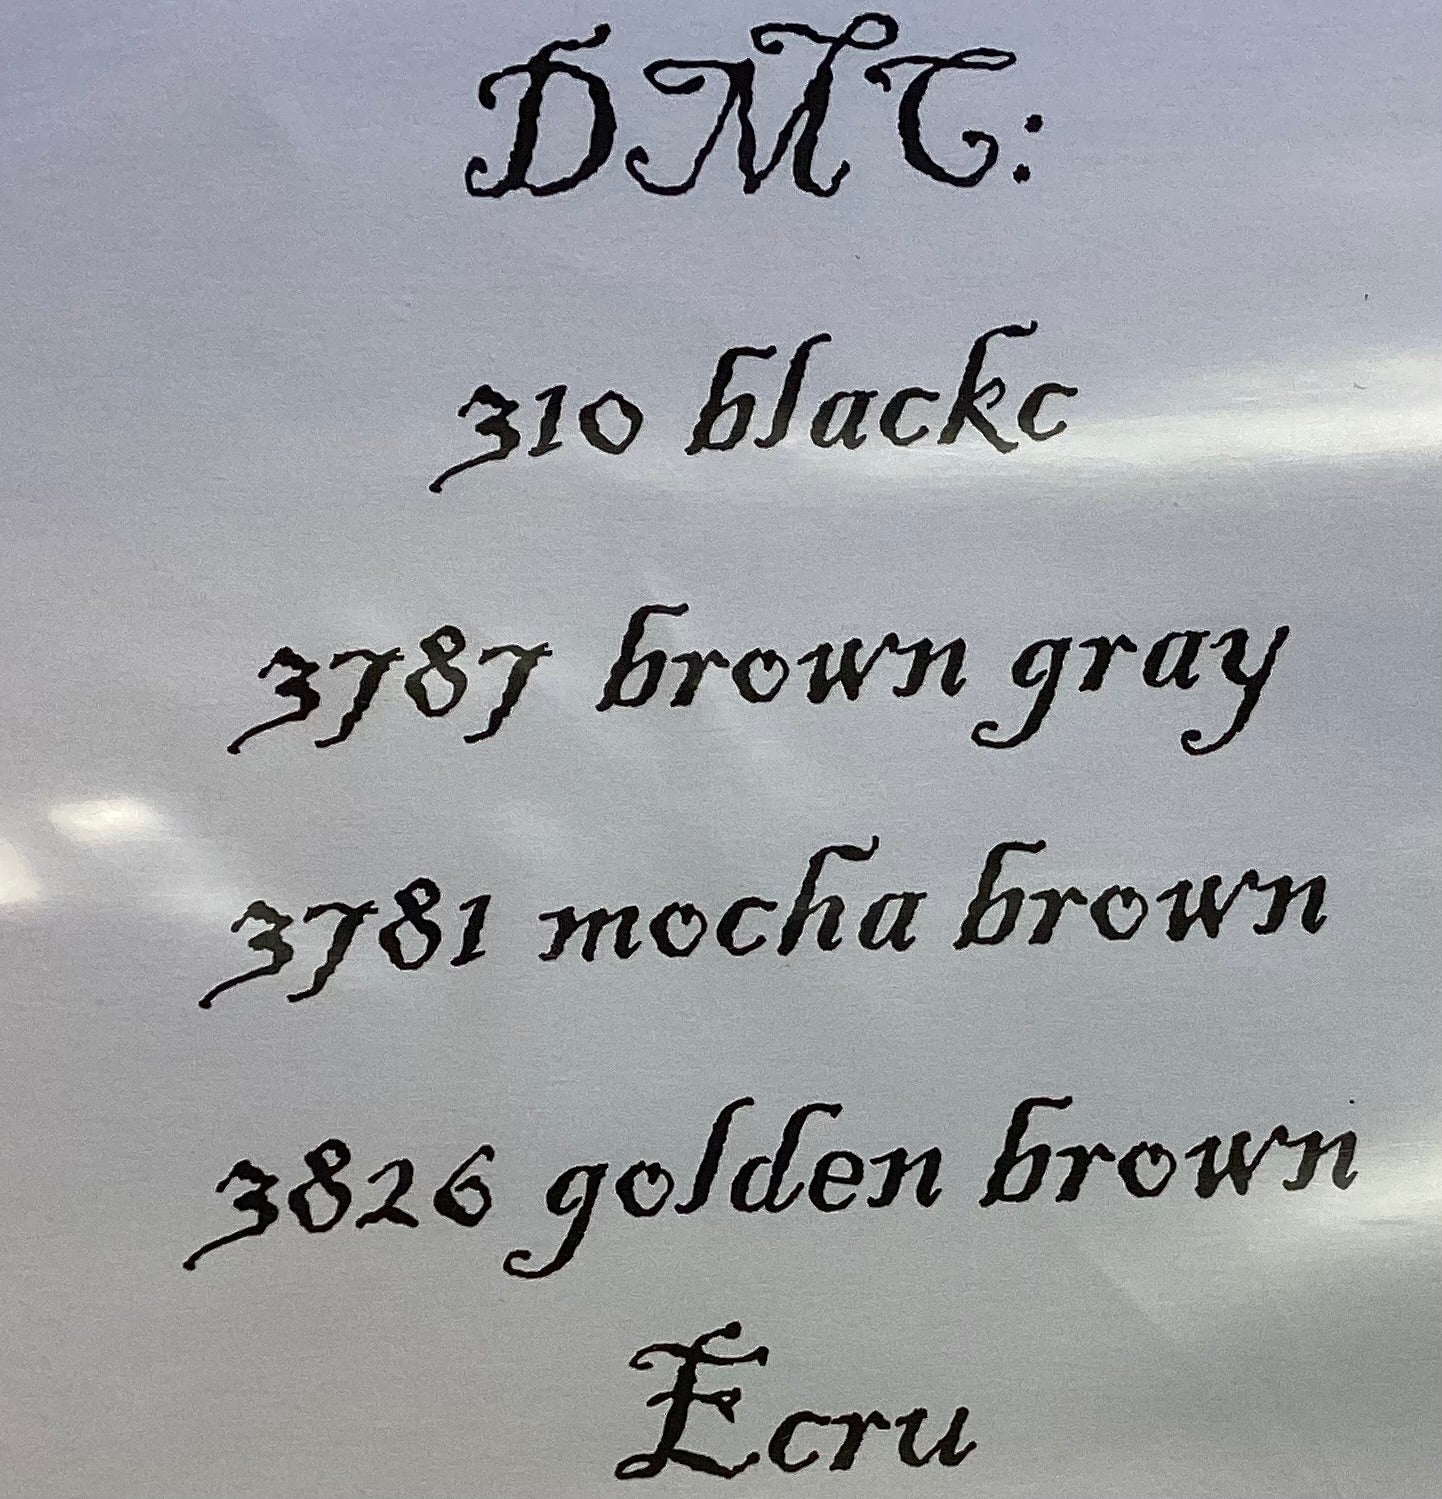 DMC:
310 blackc
3787 brown gray
3781 mocha brown
3826 golden brown
Ecru